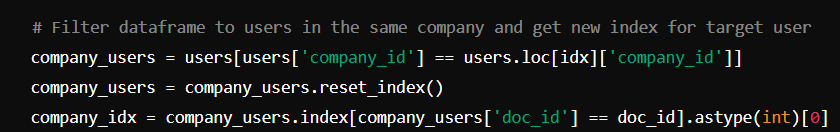 # Filter dataframe to users in the same company and get new index for target user
company_users = users[users['company_id'] == users.loc[idx]['company_id']]
company_users = company_users.reset_index()
company_idx = company_users.index[company_users['doc_id'] == doc_id].astype(int)[0]